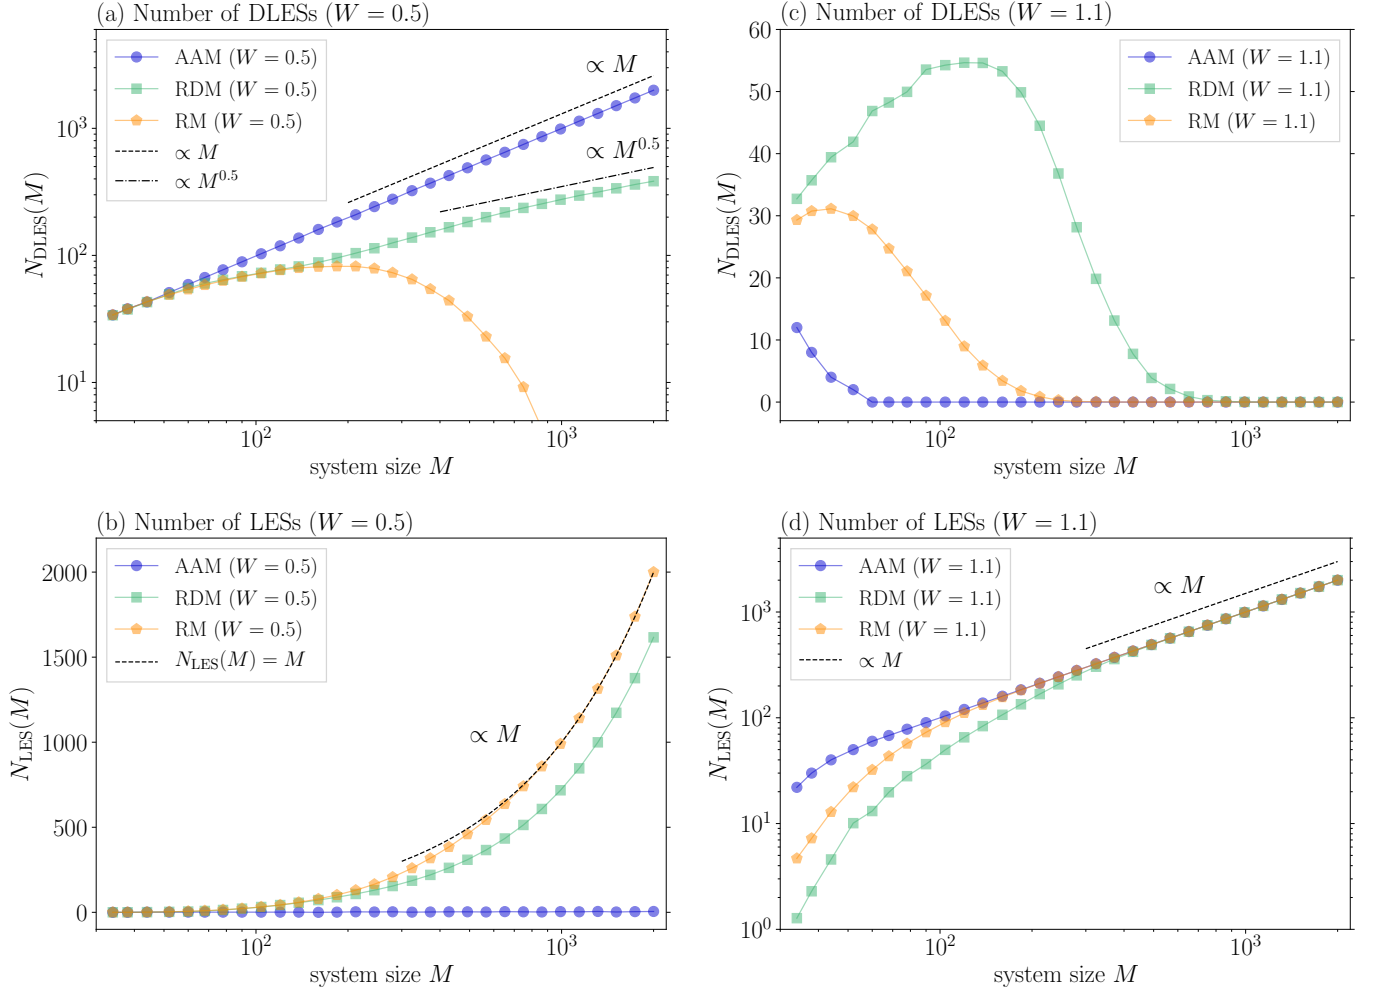 (a) Number of DLESs (W = 0.5)
AAM (W = 0.5)
RDM (W = 0.5)
RM (W = 0.5)
∝ M
∝ M^0.5
∝ M
∝ M^0.5
10^3
10^2
10^1
N_DLES(M)
10^2
10^3
system size M
(c) Number of DLESs (W = 1.1)
AAM (W = 1.1)
RDM (W = 1.1)
RM (W = 1.1)
60
50
40
30
20
10
0
N_DLES(M)
10^2
10^3
system size M
(b) Number of LESs (W = 0.5)
AAM (W = 0.5)
RDM (W = 0.5)
RM (W = 0.5)
N_LES(M) = M
∝ M
2000
1500
1000
500
0
N_LES(M)
10^2
10^3
system size M
(d) Number of LESs (W = 1.1)
AAM (W = 1.1)
RDM (W = 1.1)
RM (W = 1.1)
∝ M
∝ M
10^3
10^2
10^1
10^0
N_LES(M)
10^2
10^3
system size M